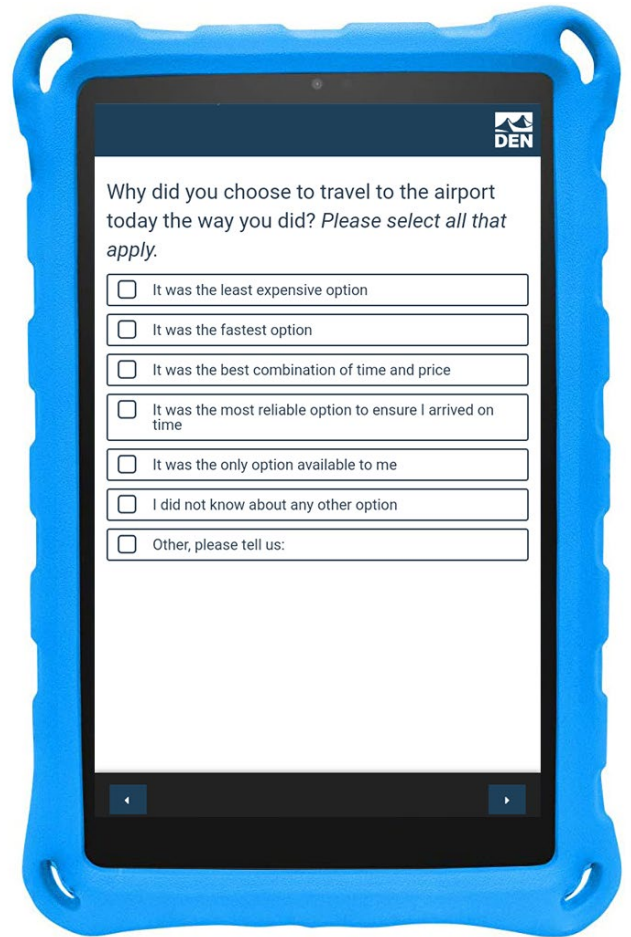 DEN
Why did you choose to travel to the airport
today the way you did? Please select all that
apply.
It was the least expensive option
It was the fastest option
It was the best combination of time and price
It was the most reliable option to ensure I arrived on
time
It was the only option available to me
I did not know about any other option
Other, please tell us: